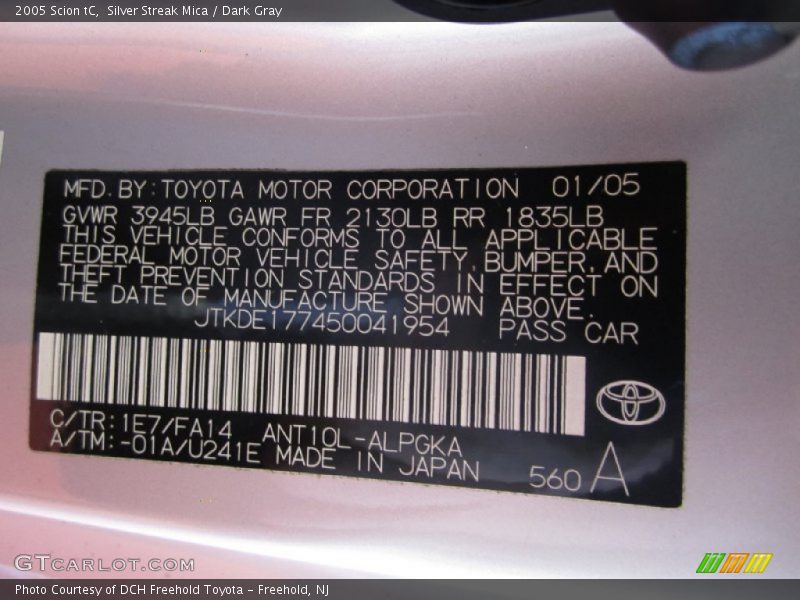 2005 Scion tC,  Silver Streak Mica / Dark Gray
MFD. BY: TOYOTA MOTOR CORPORATION 01/05
GVWR 3945LB GAWR FR 2130LB RR 1835LB
THIS VEHICLE CONFORMS TO ALL APPLICABLE
FEDERAL MOTOR VEHICLE SAFETY, BUMPER, AND
THEFT PREVENTION STANDARDS IN EFFECT ON
THE DATE OF MANUFACTURE SHOWN ABOVE.
JTKDE177450041954 PASS CAR
C/TR: 1E7/FA14 ANT10L-ALPGKA
A/TM: -01A/U241E MADE IN JAPAN
560 A
GTCARLOT.COM
Photo Courtesy of DCH Freehold Toyota - Freehold, NJ